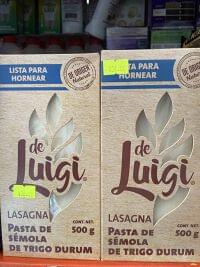 LISTA PARA
HORNEAR
DE ORIGEN
Natural
de
Luigi
LASAGNA
CONT. NET.
500 g
PASTA DE
SÉMOLA
DE TRIGO DURUM
LISTA PARA
HORNEAR
DE ORIGEN
Natural
de
Luigi
LASAGNA
CONT. NET.
500 g
PASTA DE
SÉMOLA
DE TRIGO DURUM